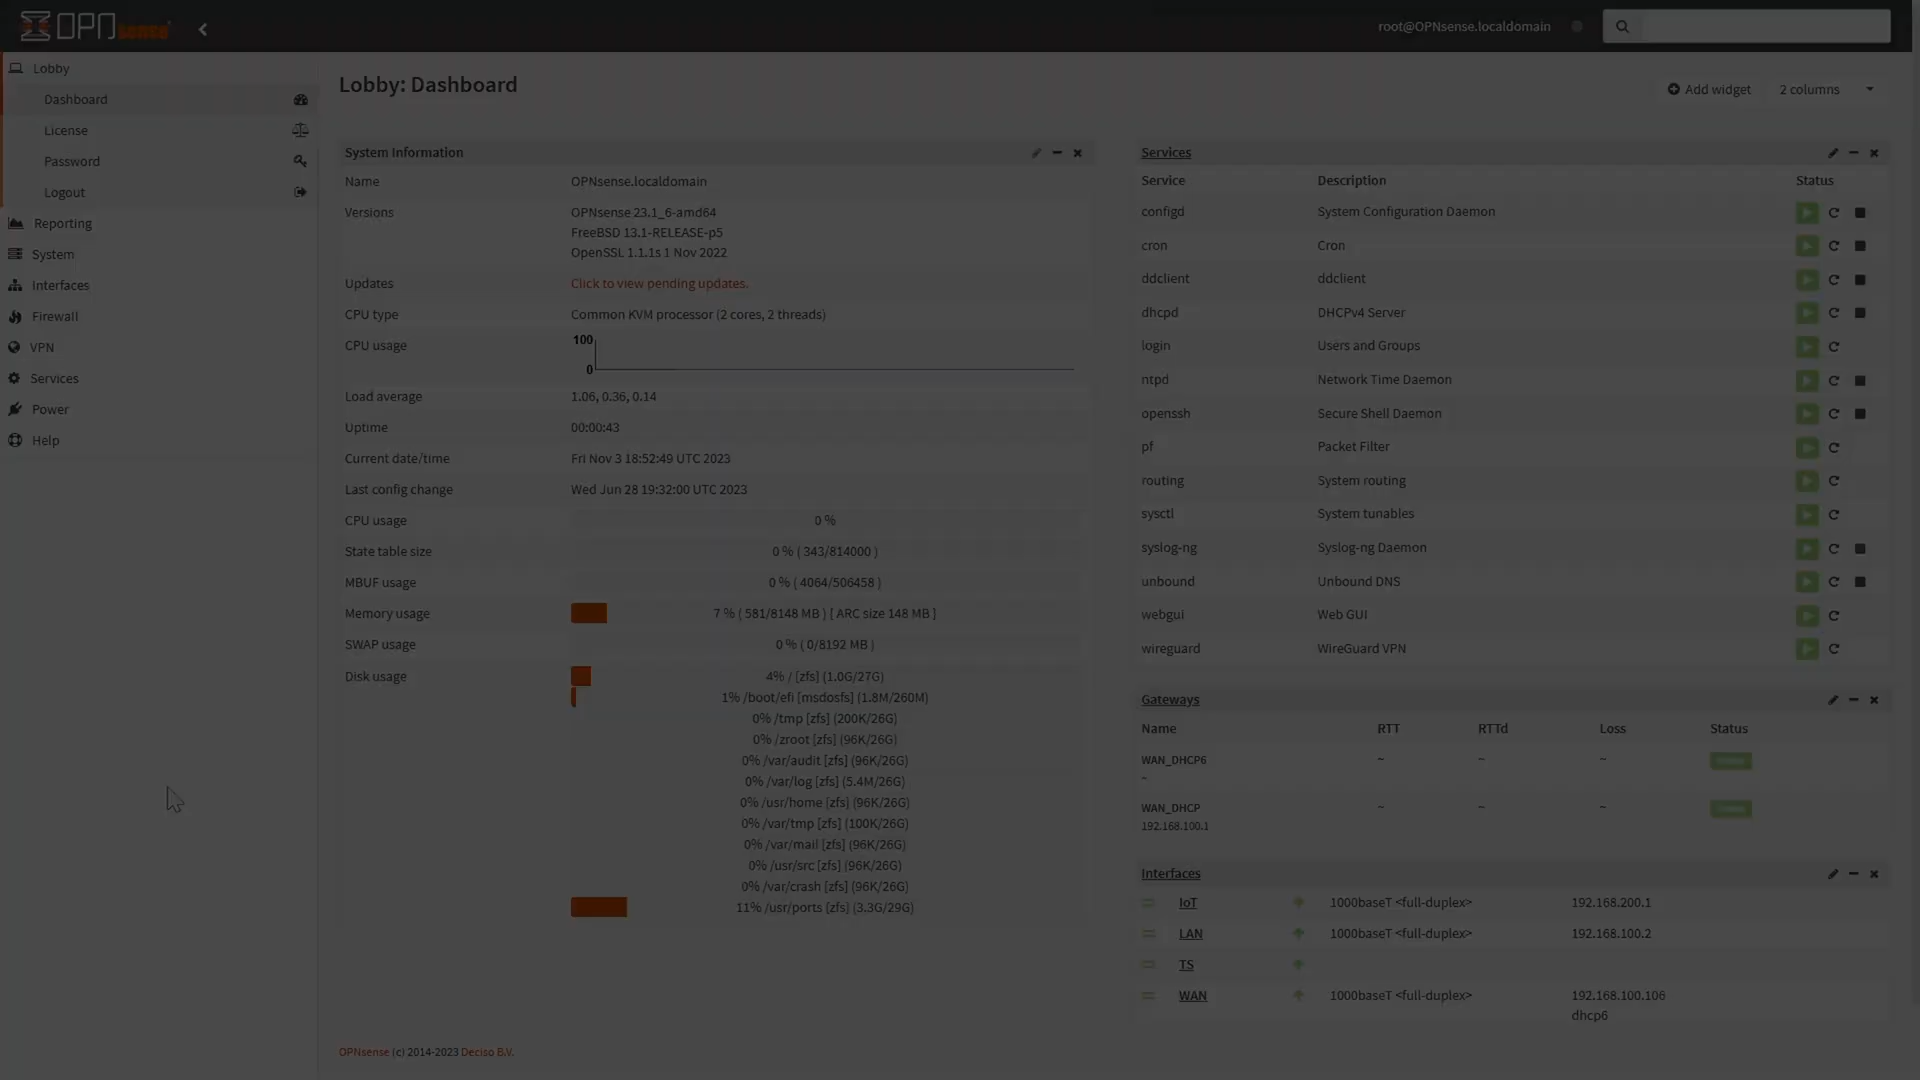 OPNsense
root@OPNsense.localdomain
Lobby
Dashboard
License
Password
Logout
Reporting
System
Interfaces
Firewall
VPN
Services
Power
Help
Lobby: Dashboard
Add widget
2 columns
System Information
Name OPNsense.localdomain
Versions OPNsense 23.1_6-amd64
FreeBSD 13.1-RELEASE-p5
OpenSSL 1.1.1s 1 Nov 2022
Updates Click to view pending updates.
CPU type Common KVM processor (2 cores, 2 threads)
CPU usage 100
0
Load average 1.06, 0.36, 0.14
Uptime 00:00:43
Current date/time Fri Nov 3 18:52:49 UTC 2023
Last config change Wed Jun 28 19:32:00 UTC 2023
CPU usage 0 %
State table size 0 % ( 343/814000 )
MBUF usage 0 % ( 4064/506458 )
Memory usage 7 % ( 581/8148 MB ) [ ARC size 148 MB ]
SWAP usage 0 % ( 0/8192 MB )
Disk usage 4% / [zfs] (1.0G/27G)
1% /boot/efi [msdosfs] (1.8M/260M)
0% /tmp [zfs] (200K/26G)
0% /zroot [zfs] (96K/26G)
0% /var/audit [zfs] (96K/26G)
0% /var/log [zfs] (5.4M/26G)
0% /usr/home [zfs] (96K/26G)
0% /var/tmp [zfs] (100K/26G)
0% /var/mail [zfs] (96K/26G)
0% /usr/src [zfs] (96K/26G)
0% /var/crash [zfs] (96K/26G)
11% /usr/ports [zfs] (3.3G/29G)
Services
Service Description Status
configd System Configuration Daemon
cron Cron
ddclient ddclient
dhcpd DHCPv4 Server
login Users and Groups
ntpd Network Time Daemon
openssh Secure Shell Daemon
pf Packet Filter
routing System routing
sysctl System tunables
syslog-ng Syslog-ng Daemon
unbound Unbound DNS
webgui Web GUI
wireguard WireGuard VPN
Gateways
Name RTT RTTd Loss Status
WAN_DHCP6 ~ ~ ~
~
WAN_DHCP ~ ~ ~
192.168.100.1
Interfaces
IoT 1000baseT <full-duplex> 192.168.200.1
LAN 1000baseT <full-duplex> 192.168.100.2
TS
WAN 1000baseT <full-duplex> 192.168.100.106
dhcp6
OPNsense (c) 2014-2023 Deciso B.V.